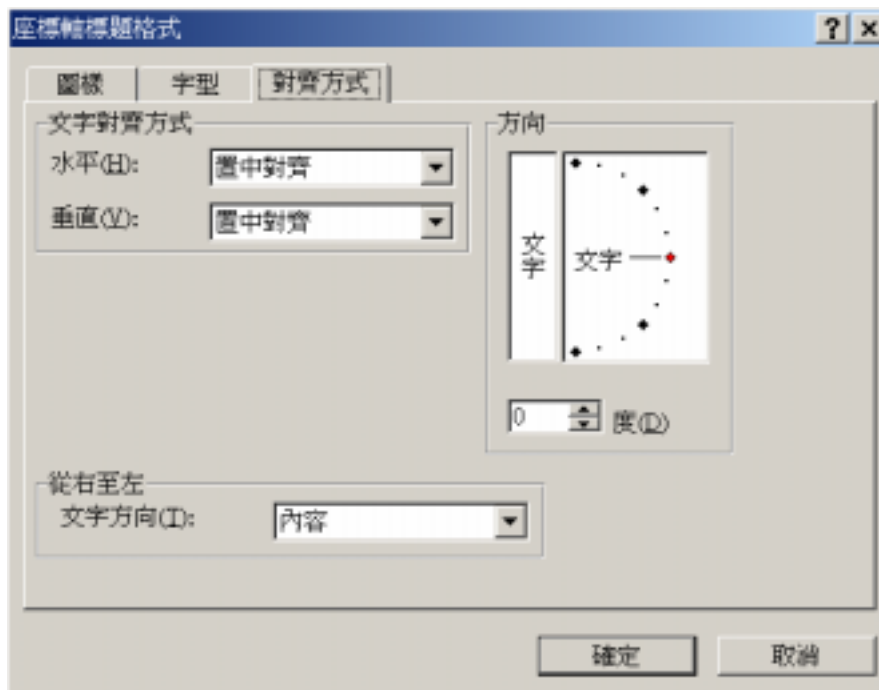 座標軸標題格式
圖樣 字型 對齊方式
文字對齊方式
水平(H): 置中對齊
垂直(V): 置中對齊
方向
文字
文字
0 度(D)
從右至左
文字方向(T): 內容
確定 取消